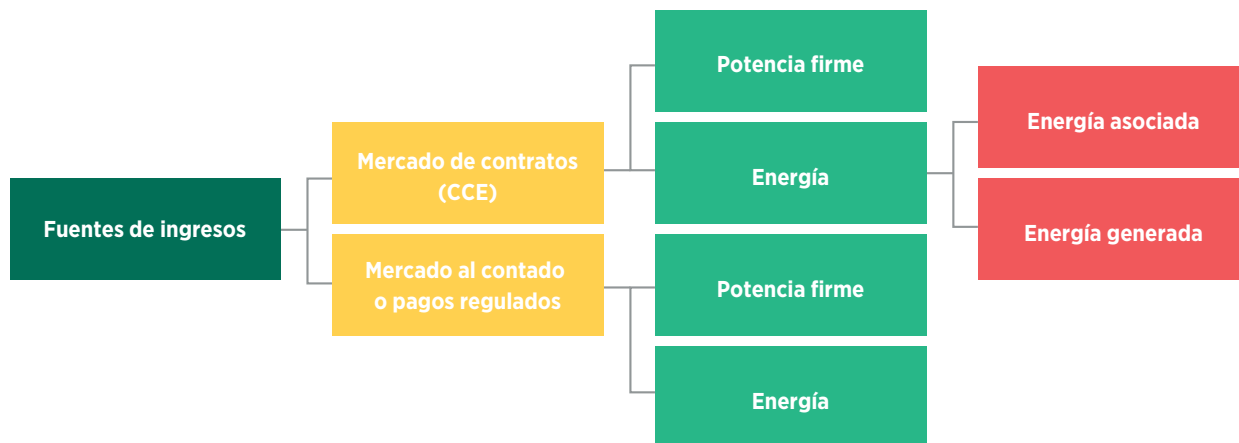 Fuentes de ingresos
Mercado de contratos
(CCE)
Mercado al contado
o pagos regulados
Potencia firme
Energía
Potencia firme
Energía
Energía asociada
Energía generada